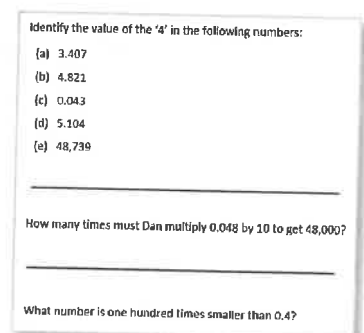 Identify the value of the '4' in the following numbers:
(a) 3.407
(b) 4.821
(c) 0.043
(d) 5.104
(e) 48,739
How many times must Dan multiply 0.048 by 10 to get 48,000?
What number is one hundred times smaller than 0.4?